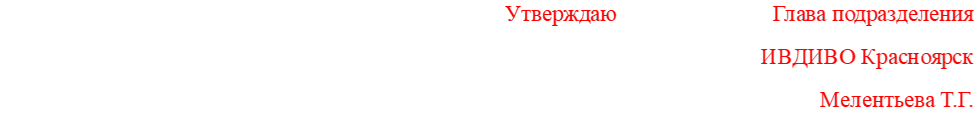 Утверждаю Глава подразделения
ИВДИВО Красноярск
Мелентьева Т.Г.